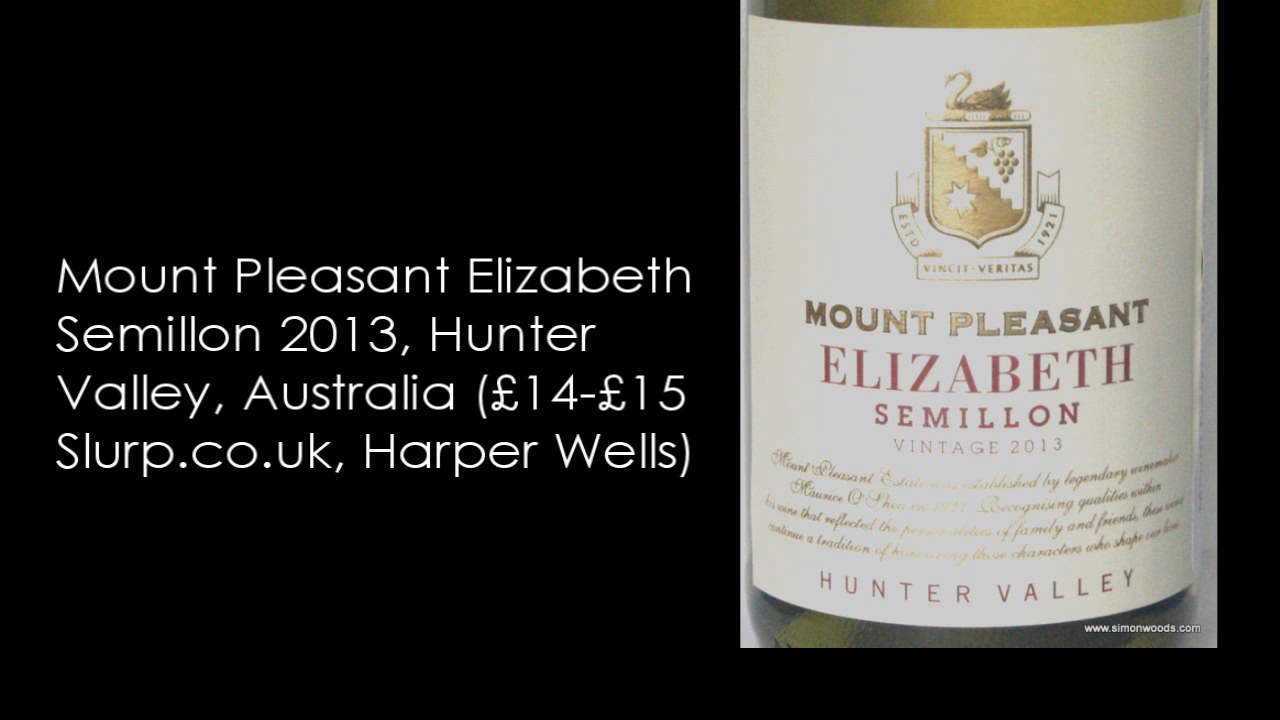 Mount Pleasant Elizabeth
Semillon 2013, Hunter
Valley, Australia (£14-£15
Slurp.co.uk, Harper Wells)
ESTD 1921
VINCIT · VERITAS
MOUNT PLEASANT
ELIZABETH
SEMILLON
VINTAGE 2013
Mount Pleasant Estate was established by legendary winemaker
Maurice O'Shea in 1921. Recognising qualities within
his wine that reflected the personalities of family and friends, these wines
continue a tradition of honouring those characters who shape our lives.
HUNTER VALLEY
www.simonwoods.com